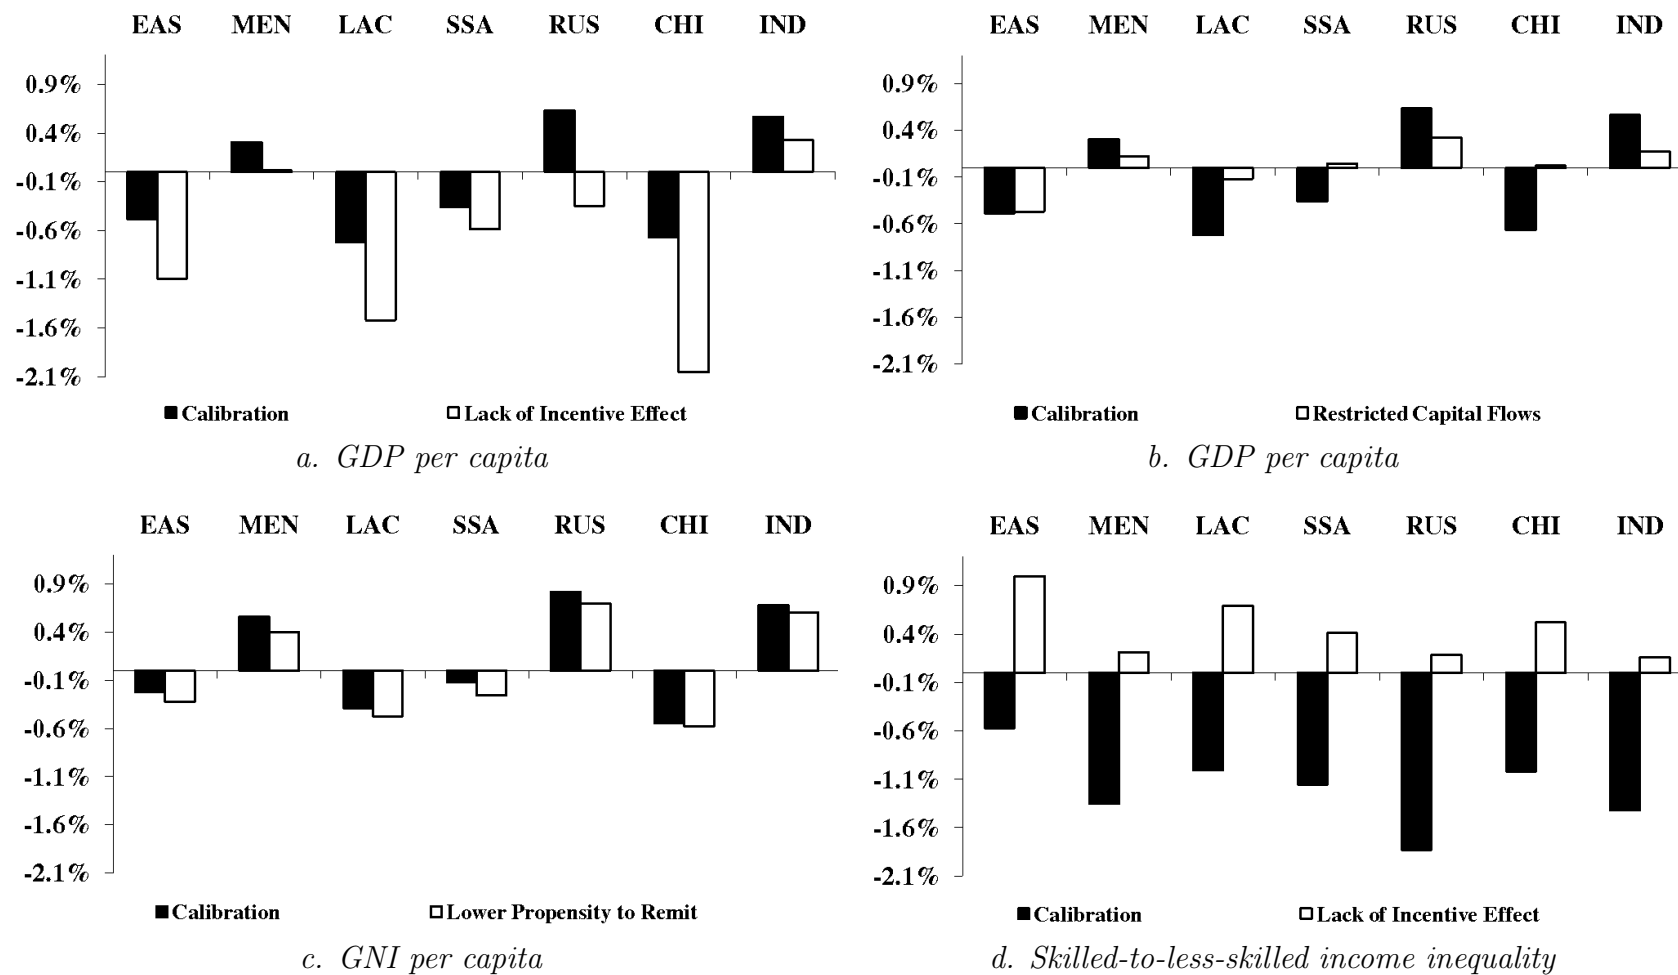 EAS MEN LAC SSA RUS CHI IND
0.9%
0.4%
-0.1%
-0.6%
-1.1%
-1.6%
-2.1%
Calibration Lack of Incentive Effect
a. GDP per capita
EAS MEN LAC SSA RUS CHI IND
0.9%
0.4%
-0.1%
-0.6%
-1.1%
-1.6%
-2.1%
Calibration Restricted Capital Flows
b. GDP per capita
EAS MEN LAC SSA RUS CHI IND
0.9%
0.4%
-0.1%
-0.6%
-1.1%
-1.6%
-2.1%
Calibration Lower Propensity to Remit
c. GNI per capita
EAS MEN LAC SSA RUS CHI IND
0.9%
0.4%
-0.1%
-0.6%
-1.1%
-1.6%
-2.1%
Calibration Lack of Incentive Effect
d. Skilled-to-less-skilled income inequality